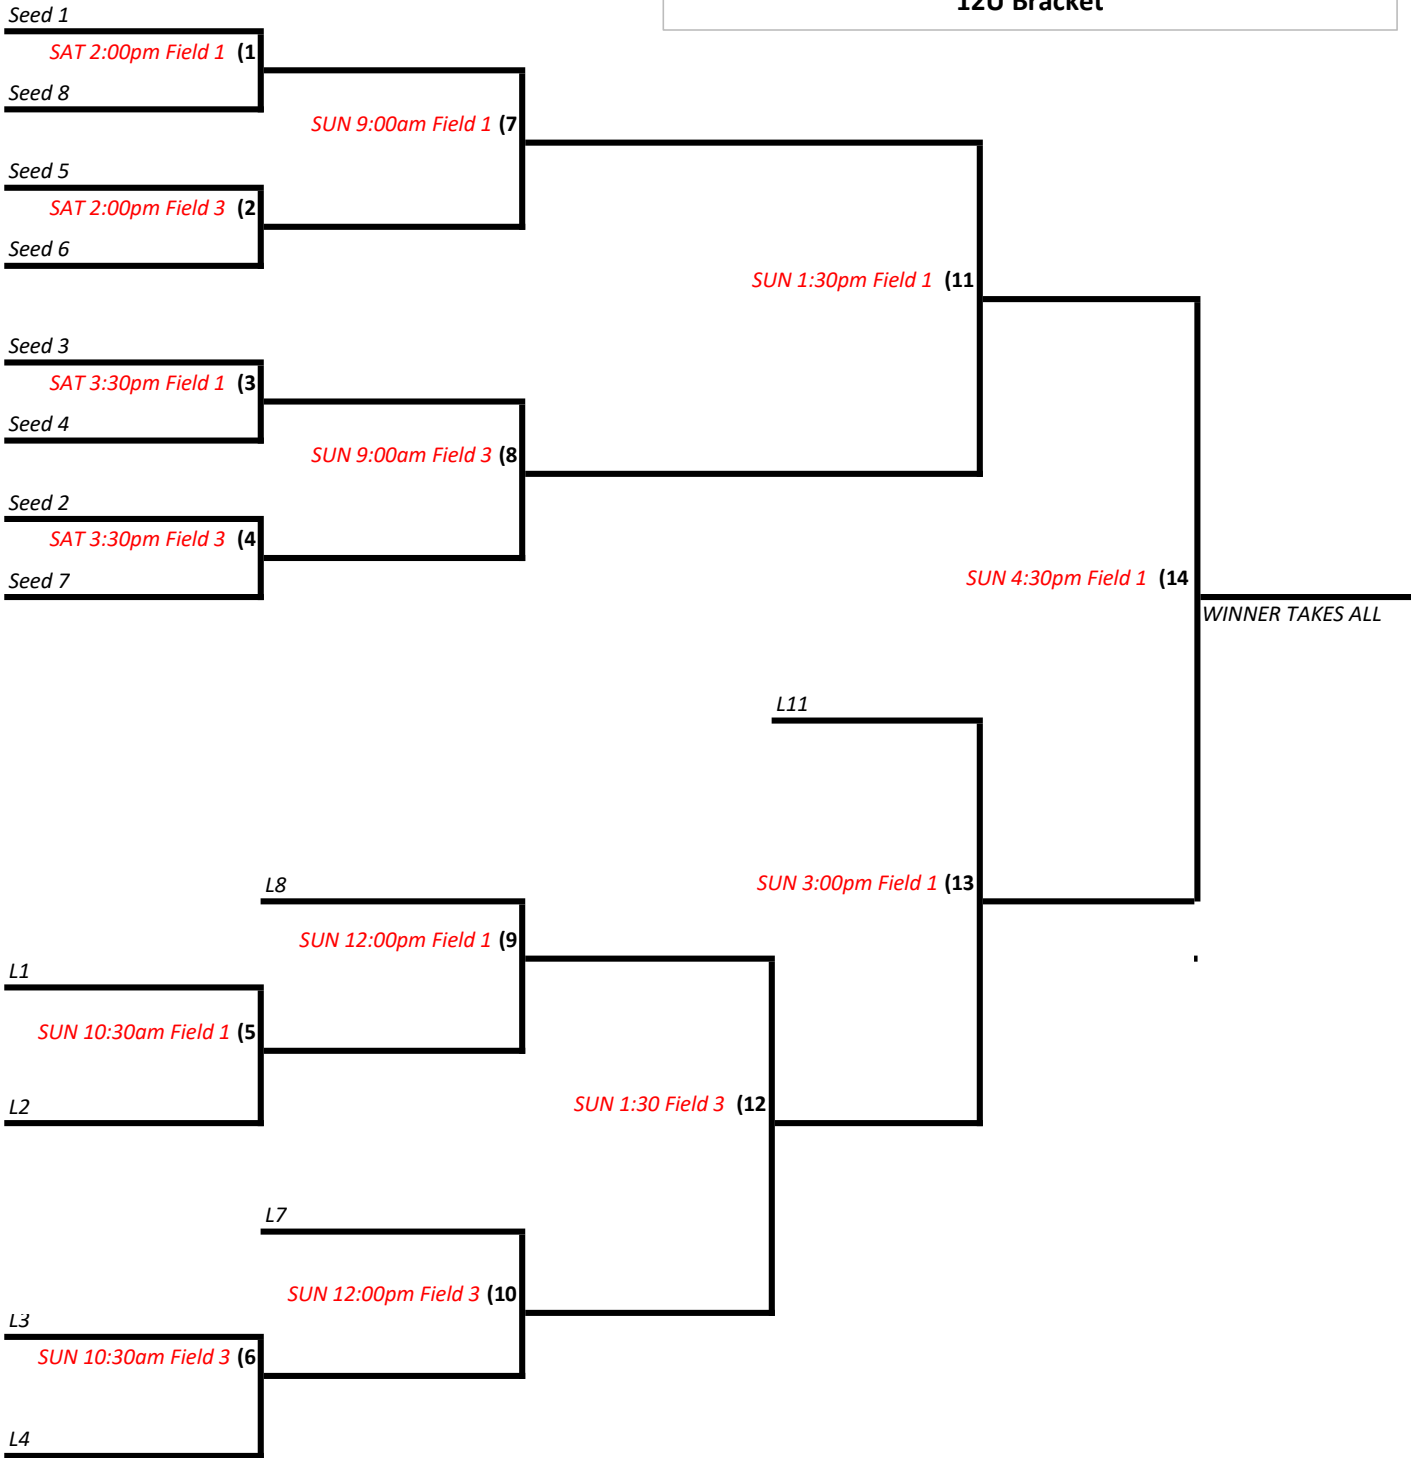 12U Bracket
Seed 1
SAT 2:00pm Field 1 (1
Seed 8
SUN 9:00am Field 1 (7
Seed 5
SAT 2:00pm Field 3 (2
Seed 6
SUN 1:30pm Field 1 (11
Seed 3
SAT 3:30pm Field 1 (3
Seed 4
SUN 9:00am Field 3 (8
Seed 2
SAT 3:30pm Field 3 (4
Seed 7
SUN 4:30pm Field 1 (14
WINNER TAKES ALL
L11
L8
SUN 3:00pm Field 1 (13
SUN 12:00pm Field 1 (9
L1
SUN 10:30am Field 1 (5
L2
SUN 1:30 Field 3 (12
L7
SUN 12:00pm Field 3 (10
L3
SUN 10:30am Field 3 (6
L4